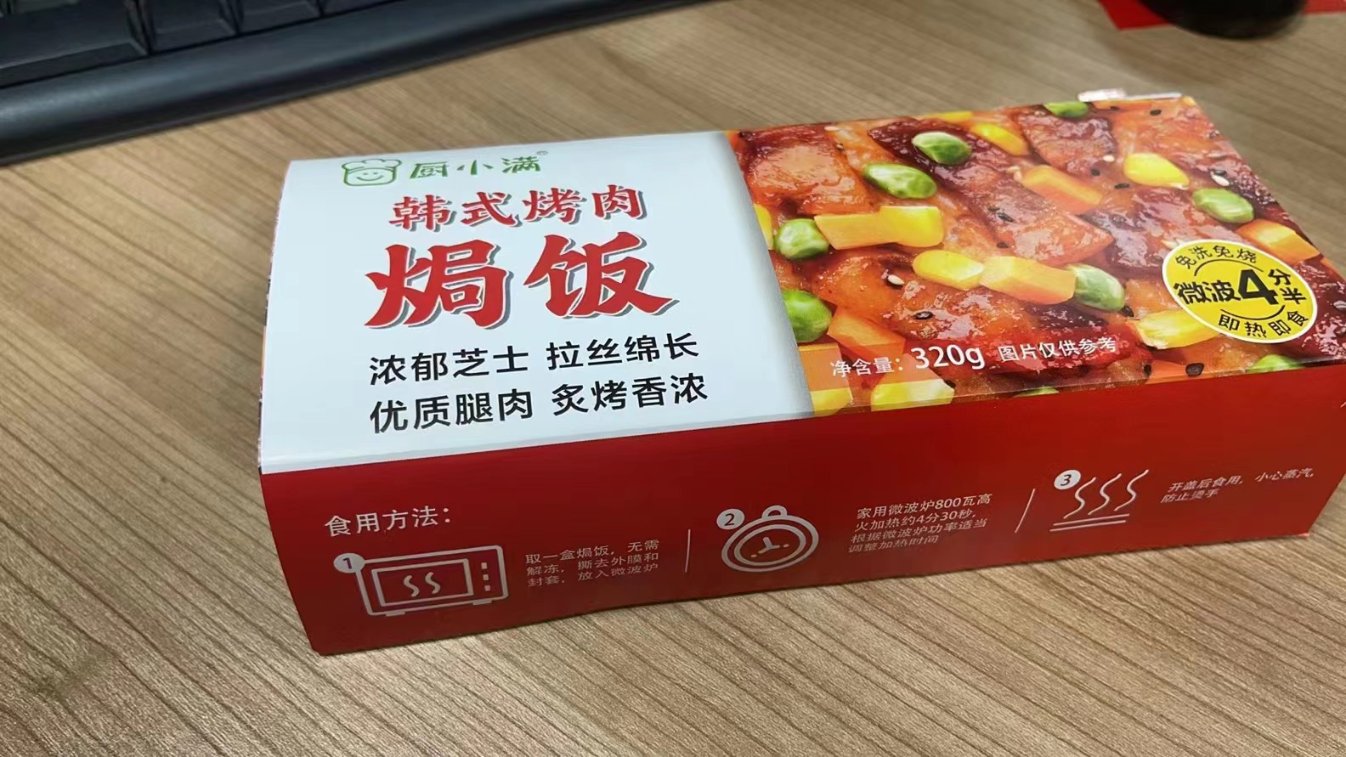 厨小满
韩式烤肉
焗饭
浓郁芝士 拉丝绵长
优质腿肉 炙烤香浓
净含量：320g 图片仅供参考
免洗免烧
微波4分半
即热即食
食用方法：
1
取一盒焗饭，无需
解冻，撕去外膜和
封套，放入微波炉
2
家用微波炉800瓦高
火加热约4分30秒，
根据微波炉功率适当
调整加热时间
3
开盖后食用，小心蒸汽，
防止烫手